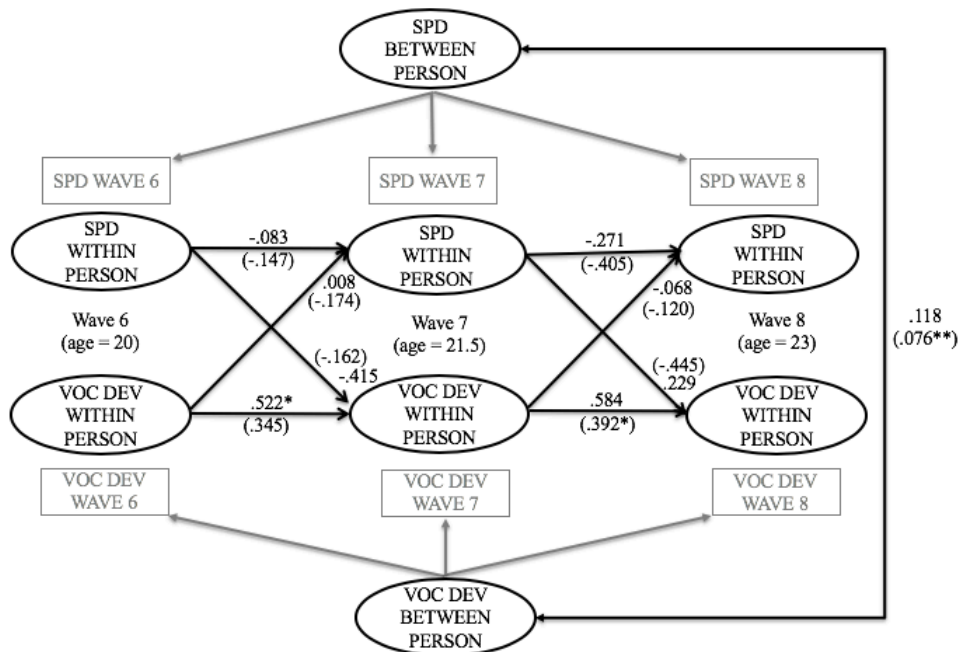 SPD
BETWEEN
PERSON
SPD WAVE 6
SPD WAVE 7
SPD WAVE 8
SPD
WITHIN
PERSON
-.083
(-.147)
SPD
WITHIN
PERSON
-.271
(-.405)
SPD
WITHIN
PERSON
.008
(-.174)
-.068
(-.120)
Wave 6
(age = 20)
Wave 7
(age = 21.5)
Wave 8
(age = 23)
.118
(.076**)
(-.162)
-.415
(-.445)
.229
VOC DEV
WITHIN
PERSON
.522*
(.345)
VOC DEV
WITHIN
PERSON
.584
(.392*)
VOC DEV
WITHIN
PERSON
VOC DEV
WAVE 6
VOC DEV
WAVE 7
VOC DEV
WAVE 8
VOC DEV
BETWEEN
PERSON